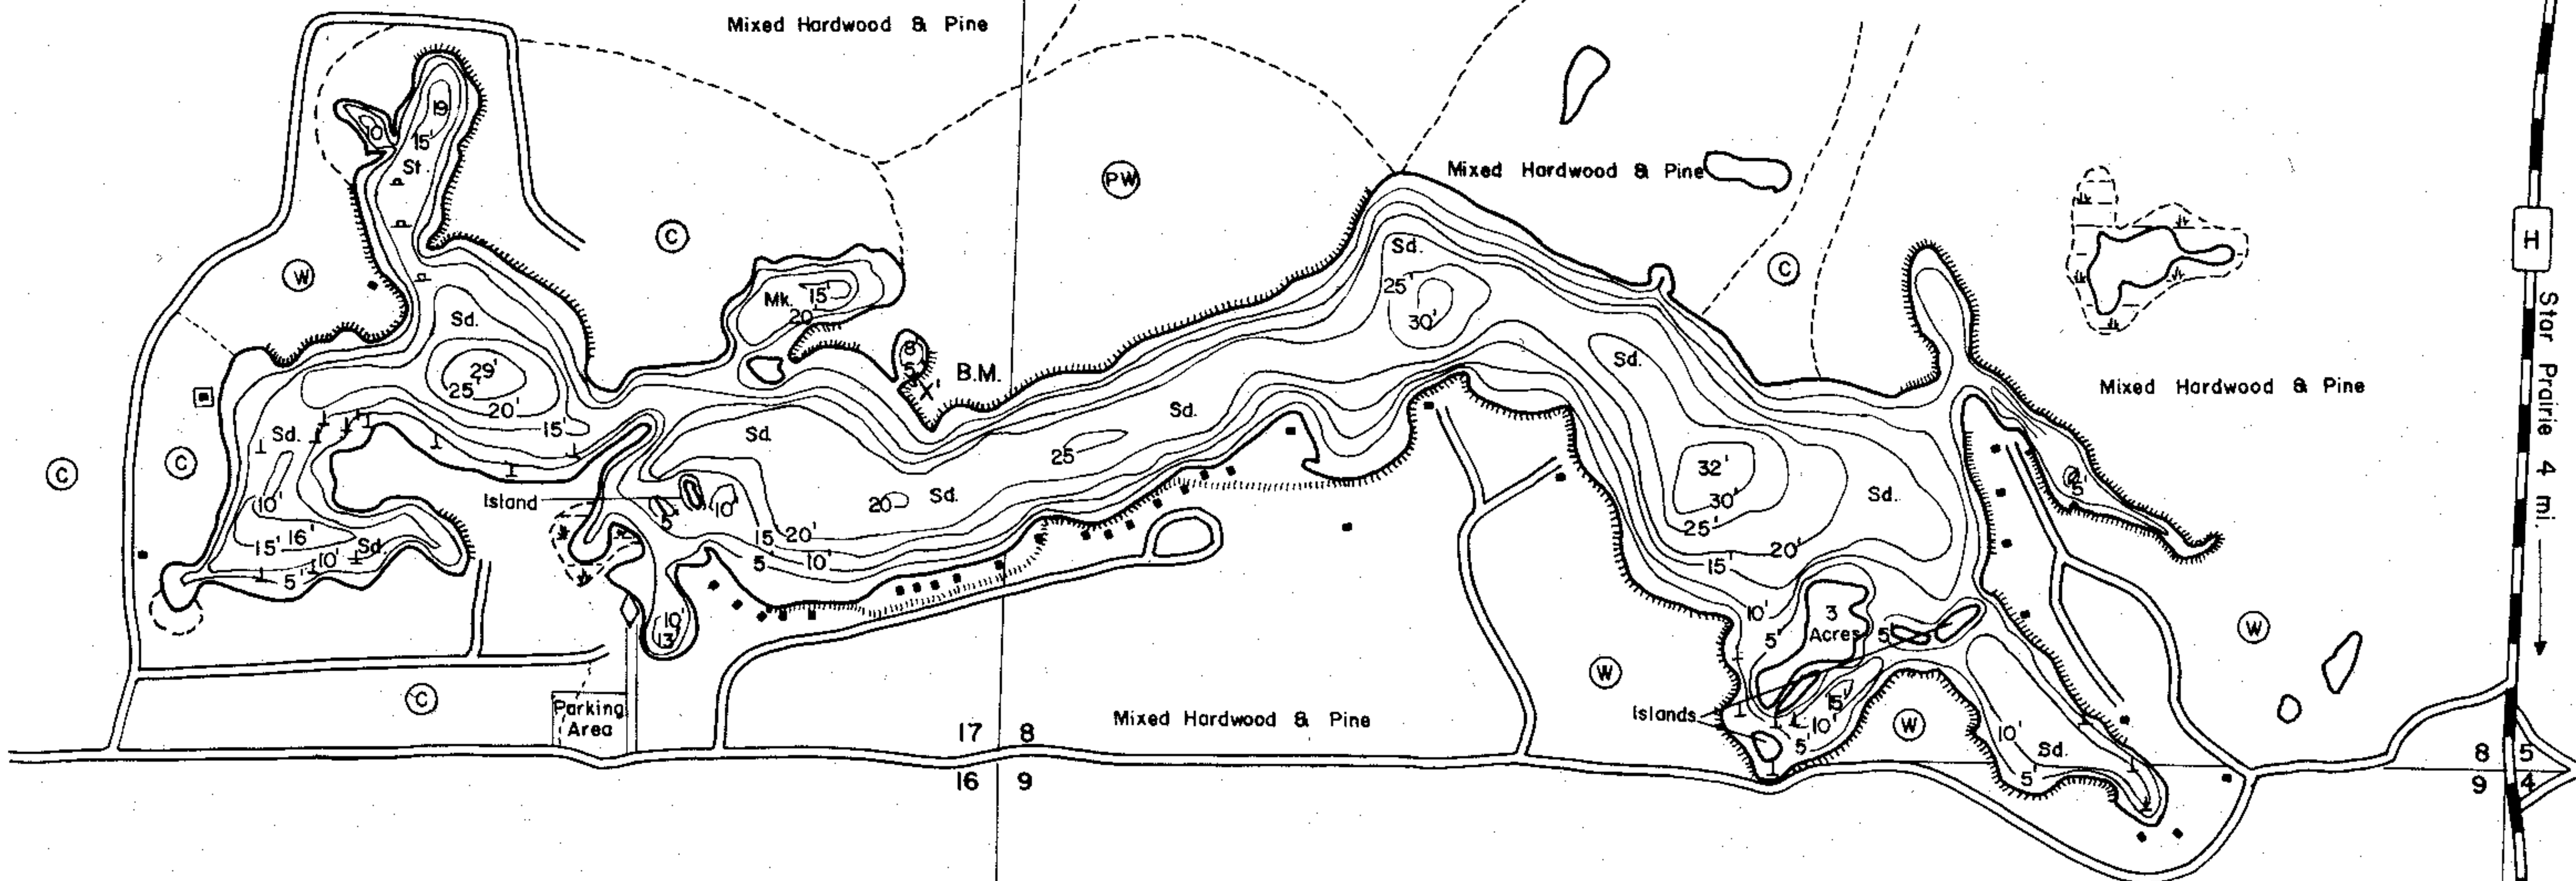 Mixed Hardwood & Pine
19
10
15'
St.
PW
Mixed Hardwood & Pine
C
W
C
H
Sd.
Mk.
15'
20'
Sd.
25'
30'
Star Prairie 4 mi.
8
5
B.M.
29'
25'
20'
15'
Sd.
Mixed Hardwood & Pine
Sd.
Sd.
Sd.
25
C
C
32'
30'
25'
Sd.
5'
10'
Island
5'
10'
20
Sd.
15'
16'
Sd.
10'
5'
15
20'
5'
10'
20'
15'
10'
13'
10'
5'
3
Acres
5'
W
W
C
Parking
Area
Mixed Hardwood & Pine
Islands
15'
10'
5'
W
10'
Sd.
5'
17 8
16 9
8 5
9 4